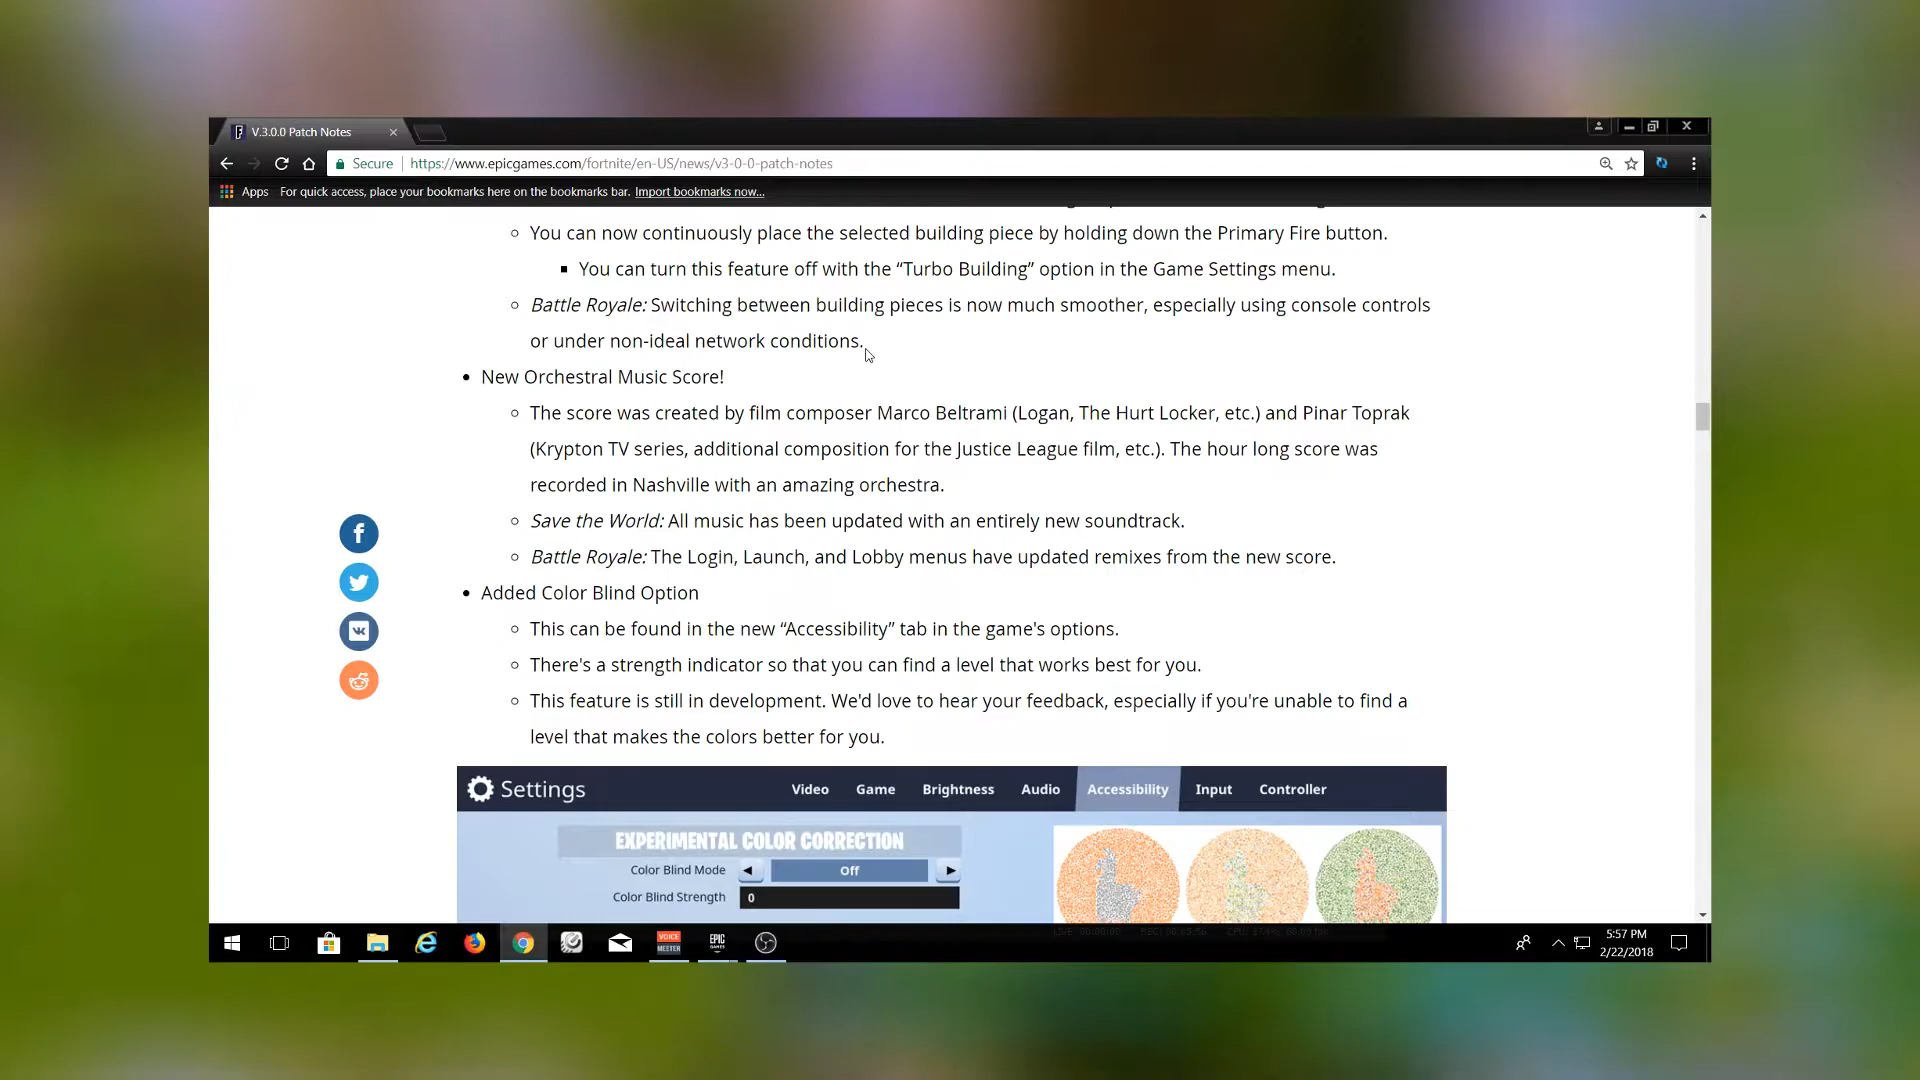 V.3.0.0 Patch Notes
Secure https://www.epicgames.com/fortnite/en-US/news/v3-0-0-patch-notes
Apps For quick access, place your bookmarks here on the bookmarks bar. Import bookmarks now...
You can now continuously place the selected building piece by holding down the Primary Fire button.
You can turn this feature off with the “Turbo Building” option in the Game Settings menu.
Battle Royale: Switching between building pieces is now much smoother, especially using console controls
or under non-ideal network conditions.
New Orchestral Music Score!
The score was created by film composer Marco Beltrami (Logan, The Hurt Locker, etc.) and Pinar Toprak
(Krypton TV series, additional composition for the Justice League film, etc.). The hour long score was
recorded in Nashville with an amazing orchestra.
Save the World: All music has been updated with an entirely new soundtrack.
Battle Royale: The Login, Launch, and Lobby menus have updated remixes from the new score.
Added Color Blind Option
This can be found in the new “Accessibility” tab in the game's options.
There's a strength indicator so that you can find a level that works best for you.
This feature is still in development. We'd love to hear your feedback, especially if you're unable to find a
level that makes the colors better for you.
Settings Video Game Brightness Audio Accessibility Input Controller
EXPERIMENTAL COLOR CORRECTION
Color Blind Mode Off
Color Blind Strength 0
VOICE
MEETER
EPIC
GAMES
5:57 PM
2/22/2018